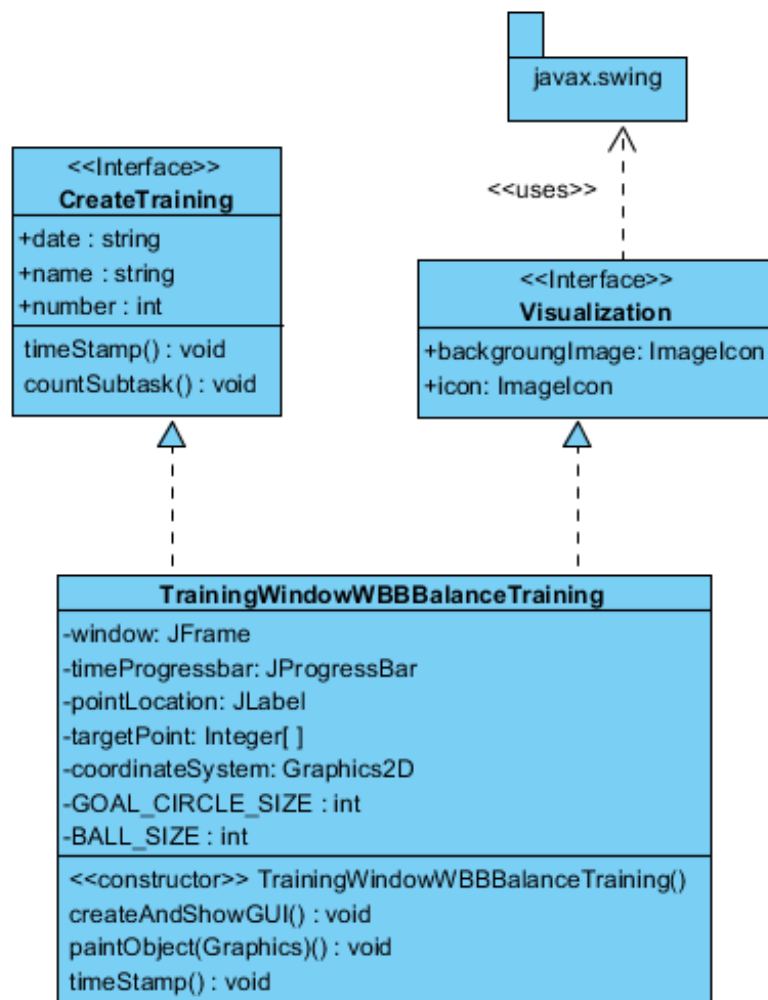 javax.swing
<<Interface>>
CreateTraining
+date : string
+name : string
+number : int
timeStamp() : void
countSubtask() : void
<<uses>>
<<Interface>>
Visualization
+backgroungImage: ImageIcon
+icon: ImageIcon
TrainingWindowWBBBalanceTraining
-window: JFrame
-timeProgressbar: JProgressBar
-pointLocation: JLabel
-targetPoint: Integer[ ]
-coordinateSystem: Graphics2D
-GOAL_CIRCLE_SIZE : int
-BALL_SIZE : int
<<constructor>> TrainingWindowWBBBalanceTraining()
createAndShowGUI() : void
paintObject(Graphics)() : void
timeStamp() : void